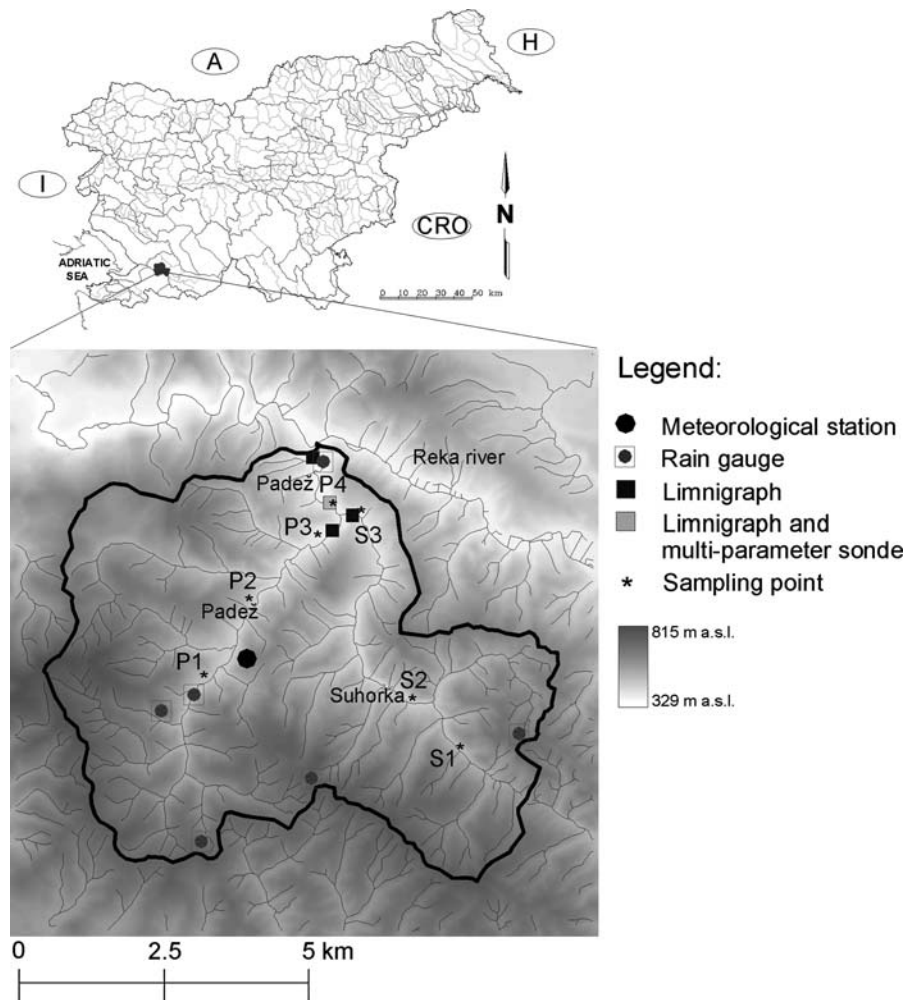 H
A
I
CRO
N
ADRIATIC
SEA
0 10 20 30 40 50 km
Legend:
Meteorological station
Rain gauge
Limnigraph
Limnigraph and
multi-parameter sonde
Sampling point
815 m a.s.l.
329 m a.s.l.
Reka river
Padež
P4
P3
S3
P2
Padež
P1
S2
Suhorka
S1
0 2.5 5 km